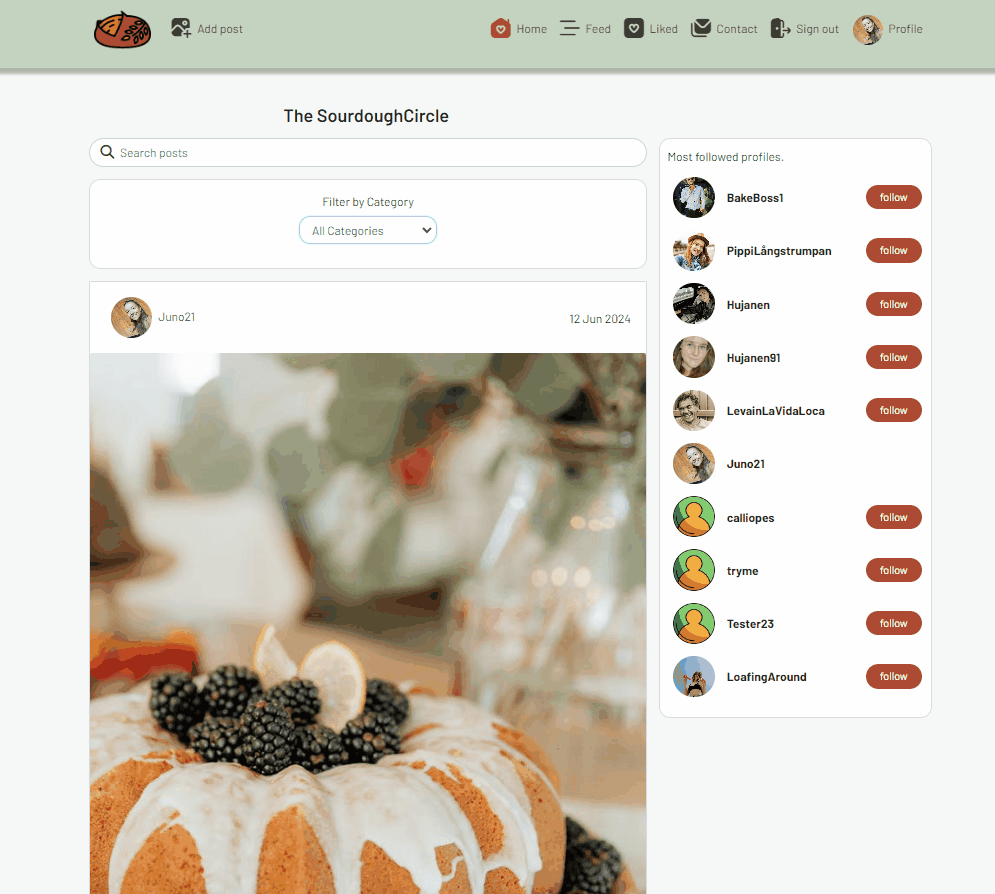 Add post
Home
Feed
Liked
Contact
Sign out
Profile
The SourdoughCircle
Search posts
Filter by Category
All Categories
Juno21
12 Jun 2024
Most followed profiles.
BakeBoss1
follow
PippiLångstrumpan
follow
Hujanen
follow
Hujanen91
follow
LevainLaVidaLoca
follow
Juno21
calliopes
follow
tryme
follow
Tester23
follow
LoafingAround
follow